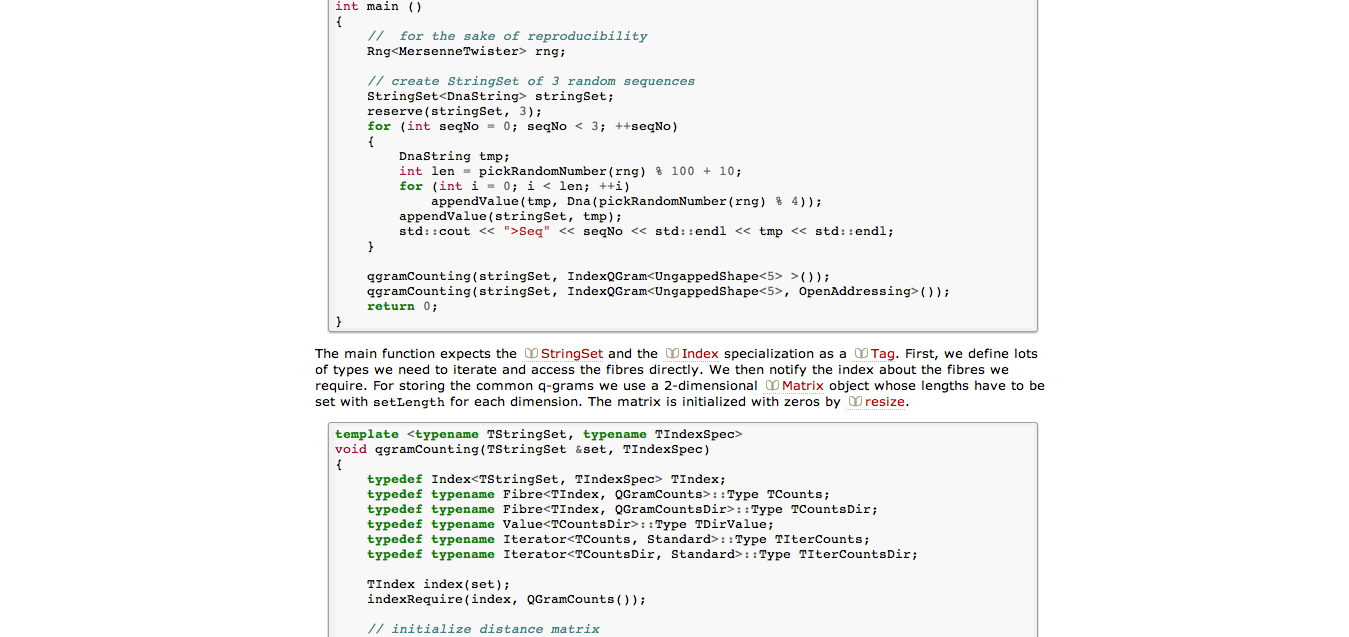 int main ()
{
    //  for the sake of reproducibility
    Rng<MersenneTwister> rng;

    // create StringSet of 3 random sequences
    StringSet<DnaString> stringSet;
    reserve(stringSet, 3);
    for (int seqNo = 0; seqNo < 3; ++seqNo)
    {
        DnaString tmp;
        int len = pickRandomNumber(rng) % 100 + 10;
        for (int i = 0; i < len; ++i)
            appendValue(tmp, Dna(pickRandomNumber(rng) % 4));
        appendValue(stringSet, tmp);
        std::cout << ">Seq" << seqNo << std::endl << tmp << std::endl;
    }

    qgramCounting(stringSet, IndexQGram<UngappedShape<5> >());
    qgramCounting(stringSet, IndexQGram<UngappedShape<5>, OpenAddressing>());
    return 0;
}
The main function expects the StringSet and the Index specialization as a Tag. First, we define lots
of types we need to iterate and access the fibres directly. We then notify the index about the fibres we
require. For storing the common q-grams we use a 2-dimensional Matrix object whose lengths have to be
set with setLength for each dimension. The matrix is initialized with zeros by resize.
template <typename TStringSet, typename TIndexSpec>
void qgramCounting(TStringSet &set, TIndexSpec)
{
    typedef Index<TStringSet, TIndexSpec> TIndex;
    typedef typename Fibre<TIndex, QGramCounts>::Type TCounts;
    typedef typename Fibre<TIndex, QGramCountsDir>::Type TCountsDir;
    typedef typename Value<TCountsDir>::Type TDirValue;
    typedef typename Iterator<TCounts, Standard>::Type TIterCounts;
    typedef typename Iterator<TCountsDir, Standard>::Type TIterCountsDir;

    TIndex index(set);
    indexRequire(index, QGramCounts());

    // initialize distance matrix